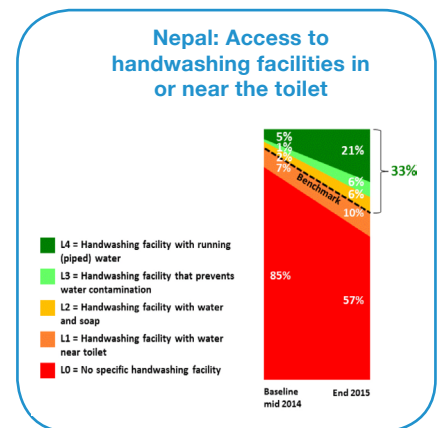 Nepal: Access to
handwashing facilities in
or near the toilet
5%
1%
2%
7%
85%
21%
6%
6%
10%
57%
Benchmark
33%
L4 = Handwashing facility with running
(piped) water
L3 = Handwashing facility that prevents
water contamination
L2 = Handwashing facility with water
and soap
L1 = Handwashing facility with water
near toilet
L0 = No specific handwashing facility
Baseline
mid 2014
End 2015